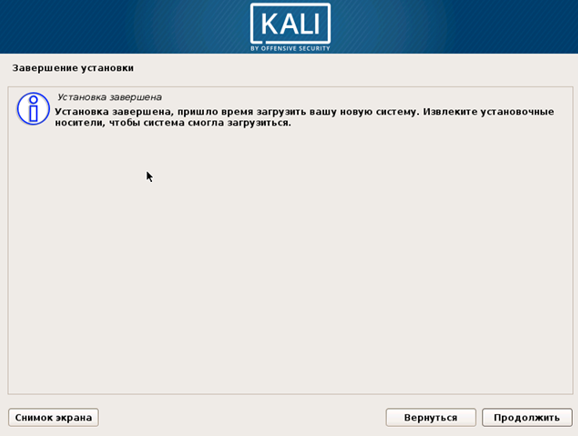 KALI
BY OFFENSIVE SECURITY
Завершение установки
Установка завершена
Установка завершена, пришло время загрузить вашу новую систему. Извлеките установочные
носители, чтобы система смогла загрузиться.
Снимок экрана
Вернуться
Продолжить